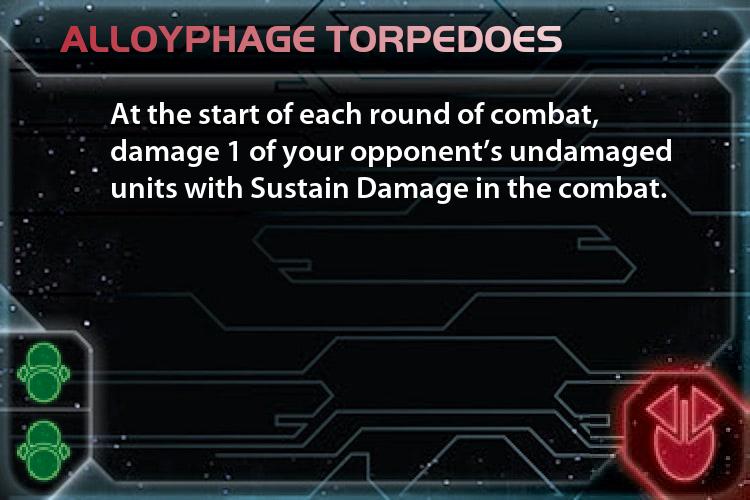 ALLOYPHAGE TORPEDOES
At the start of each round of combat,
damage 1 of your opponent’s undamaged
units with Sustain Damage in the combat.